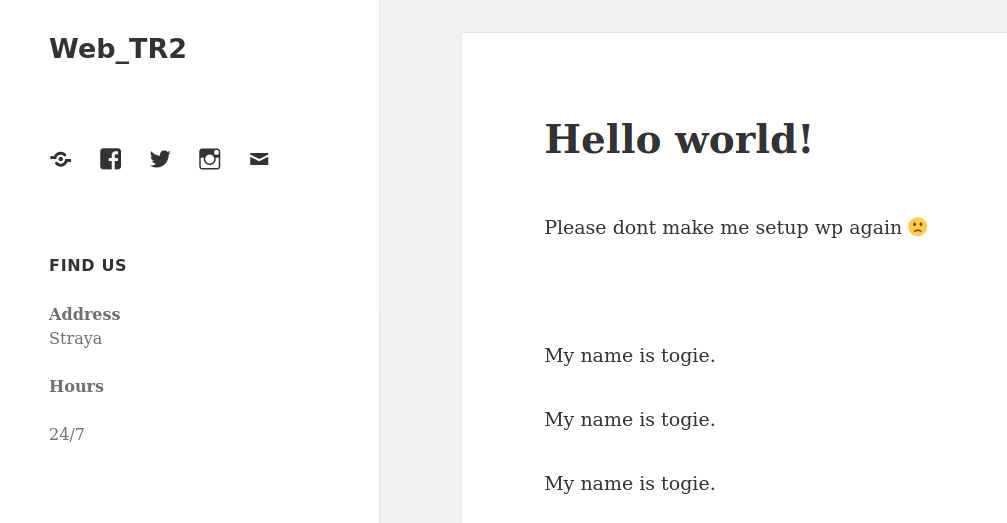 Web_TR2
FIND US
Address
Straya
Hours
24/7
Hello world!
Please dont make me setup wp again 🙁
My name is togie.
My name is togie.
My name is togie.